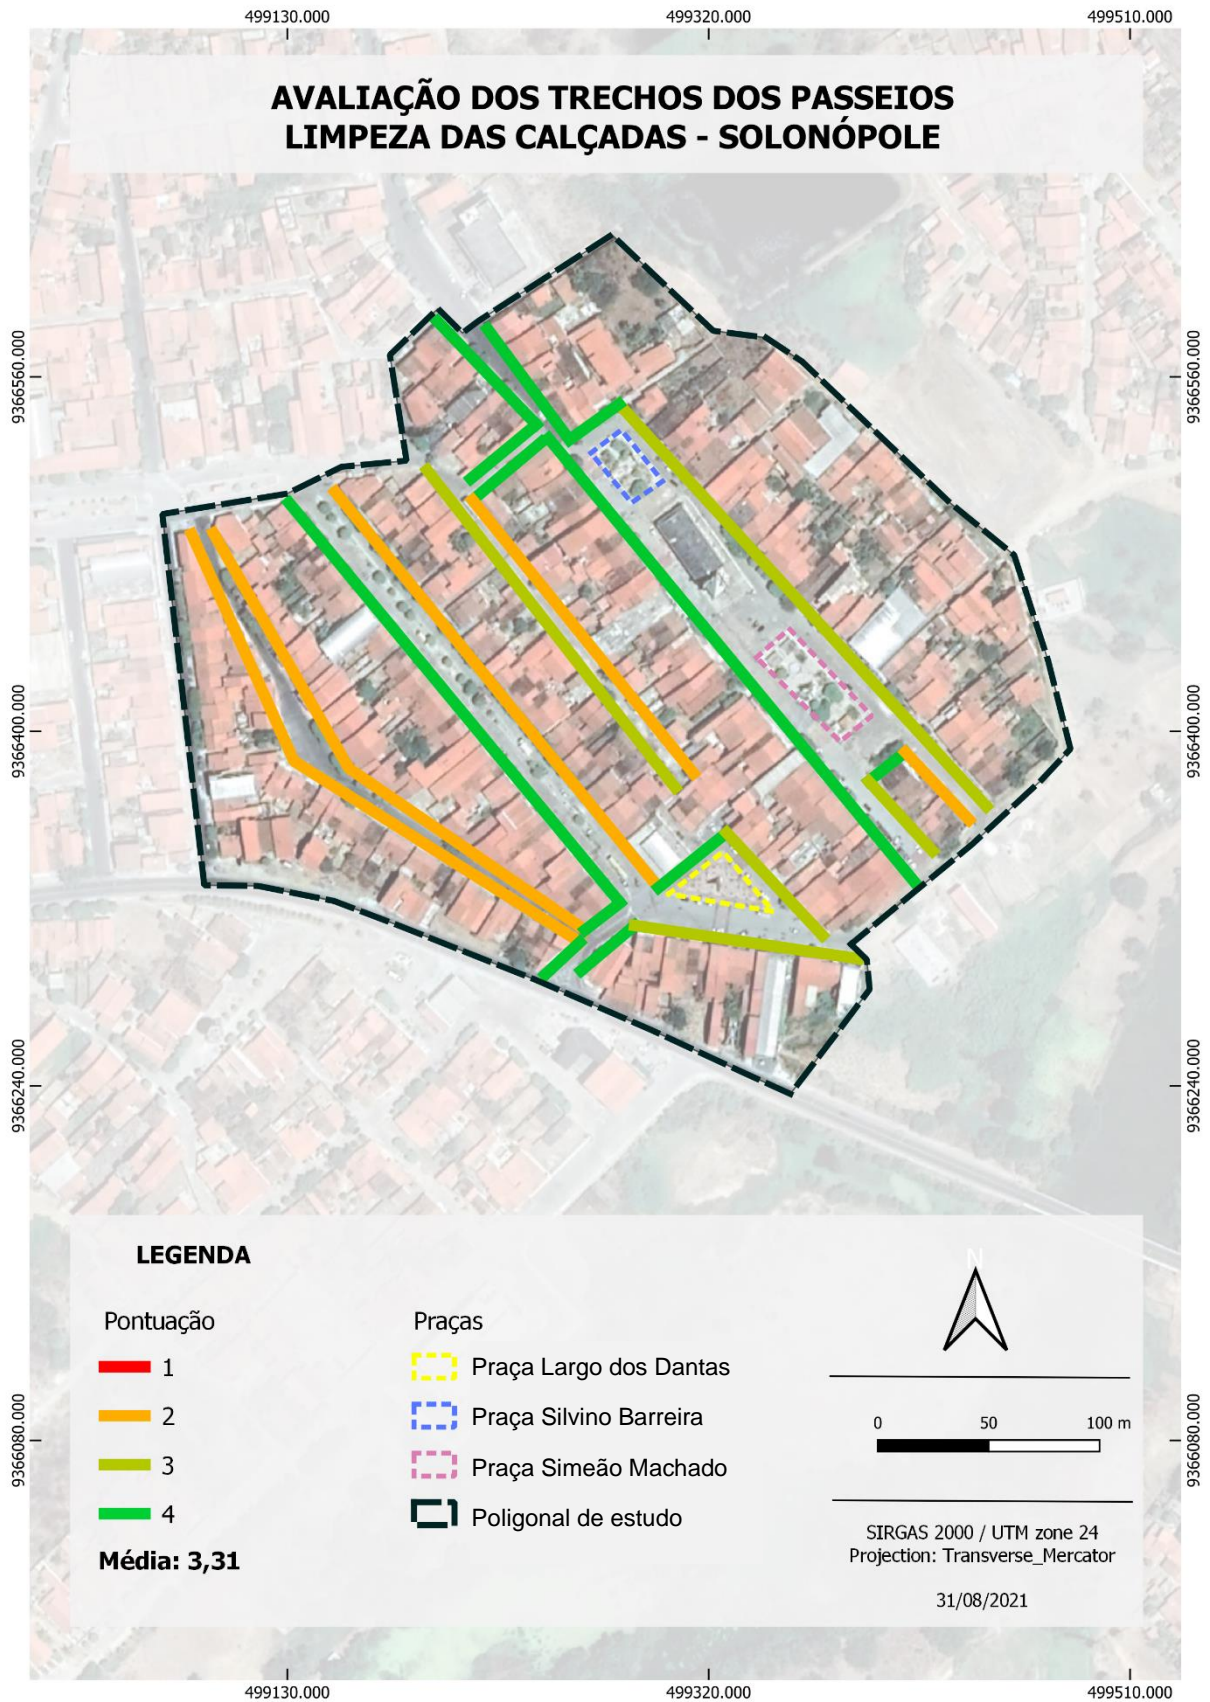 499130.000
499320.000
499510.000
AVALIAÇÃO DOS TRECHOS DOS PASSEIOS
LIMPEZA DAS CALÇADAS - SOLONÓPOLE
9366560.000
9366560.000
9366400.000
9366400.000
9366240.000
9366240.000
9366080.000
9366080.000
LEGENDA
Pontuação
1
2
3
4
Média: 3,31
Praças
Praça Largo dos Dantas
Praça Silvino Barreira
Praça Simeão Machado
Poligonal de estudo
N
0 50 100 m
SIRGAS 2000 / UTM zone 24
Projection: Transverse_Mercator
31/08/2021
499130.000
499320.000
499510.000